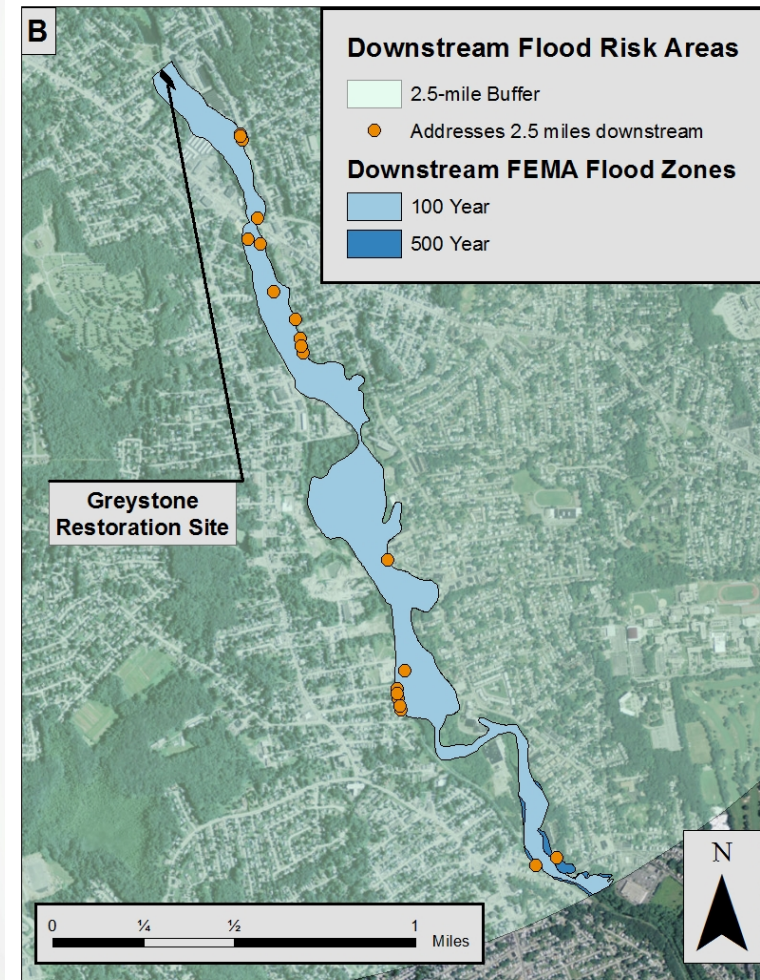 B
Downstream Flood Risk Areas
2.5-mile Buffer
Addresses 2.5 miles downstream
Downstream FEMA Flood Zones
100 Year
500 Year
Greystone
Restoration Site
N
0 ¼ ½ 1
Miles